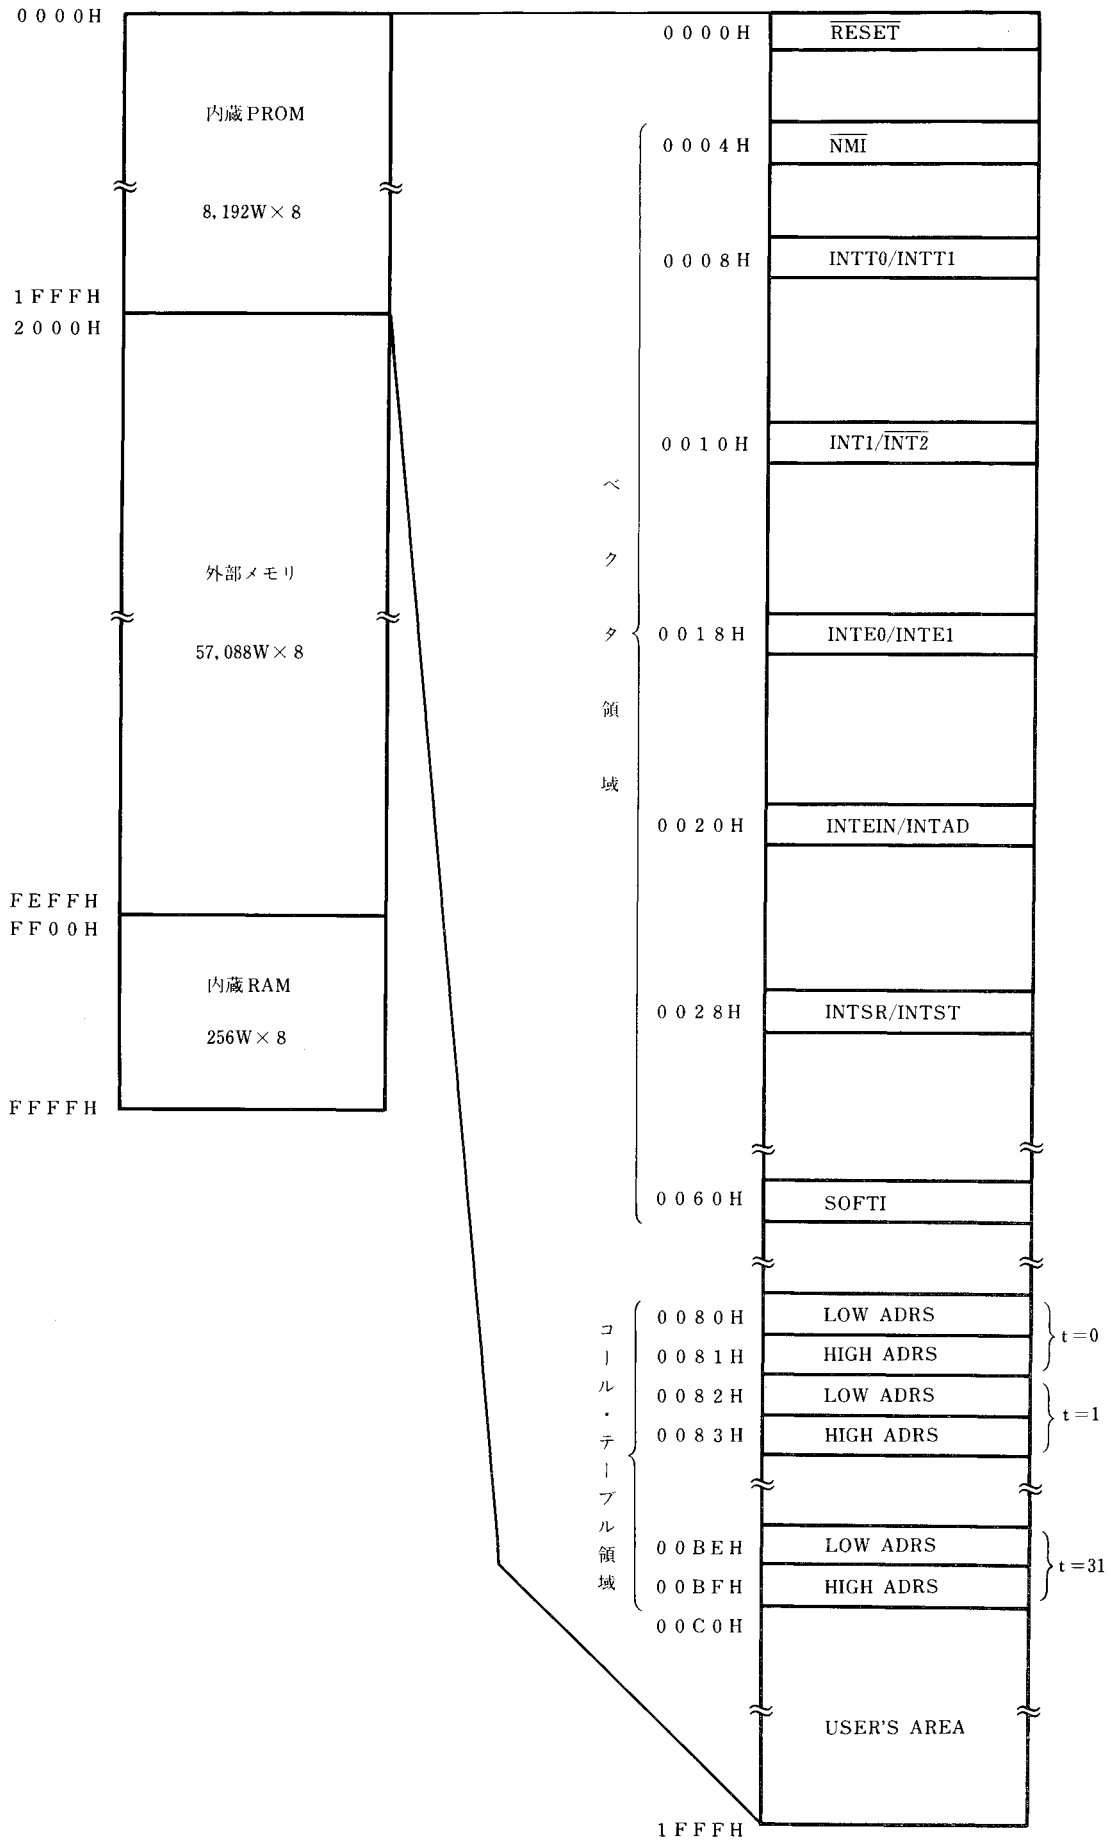 0000H
内蔵PROM
8,192W×8
1FFFH
2000H
外部メモリ
57,088W×8
FEFFH
FF00H
内蔵RAM
256W×8
FFFFH
ベクタ領域
0000H RESET
0004H NMI
0008H INTT0/INTT1
0010H INT1/INT2
0018H INTE0/INTE1
0020H INTEIN/INTAD
0028H INTSR/INTST
0060H SOFTI
コール・テーブル領域
0080H LOW ADRS
t=0
0081H HIGH ADRS
0082H LOW ADRS
t=1
0083H HIGH ADRS
00BEH LOW ADRS
t=31
00BFH HIGH ADRS
00C0H
USER'S AREA
1FFFH